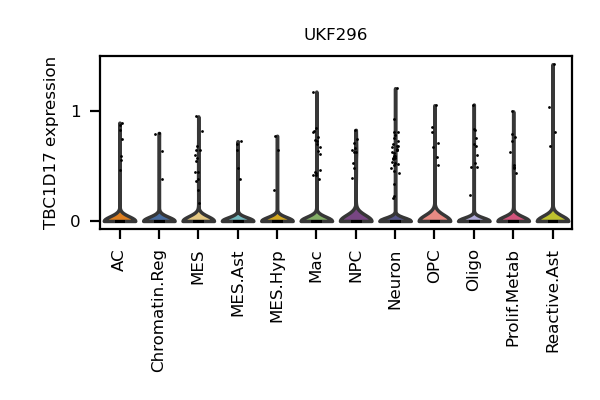 UKF296
TBC1D17 expression
1
0
AC
Chromatin.Reg
MES
MES.Ast
MES.Hyp
Mac
NPC
Neuron
OPC
Oligo
Prolif.Metab
Reactive.Ast